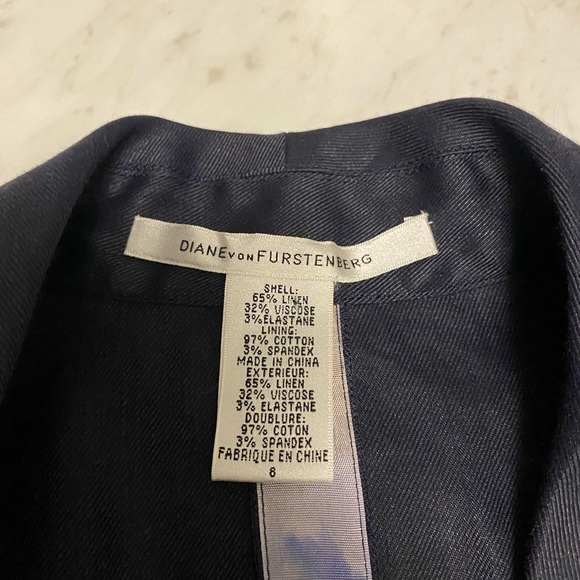 DIANE VON FURSTENBERG
SHELL:
65% LINEN
32% VISCOSE
3% ELASTANE
LINING:
97% COTTON
3% SPANDEX
MADE IN CHINA
EXTERIEUR:
65% LINEN
32% VISCOSE
3% ELASTANE
DOUBLURE:
97% COTON
3% SPANDEX
FABRIQUE EN CHINE
8